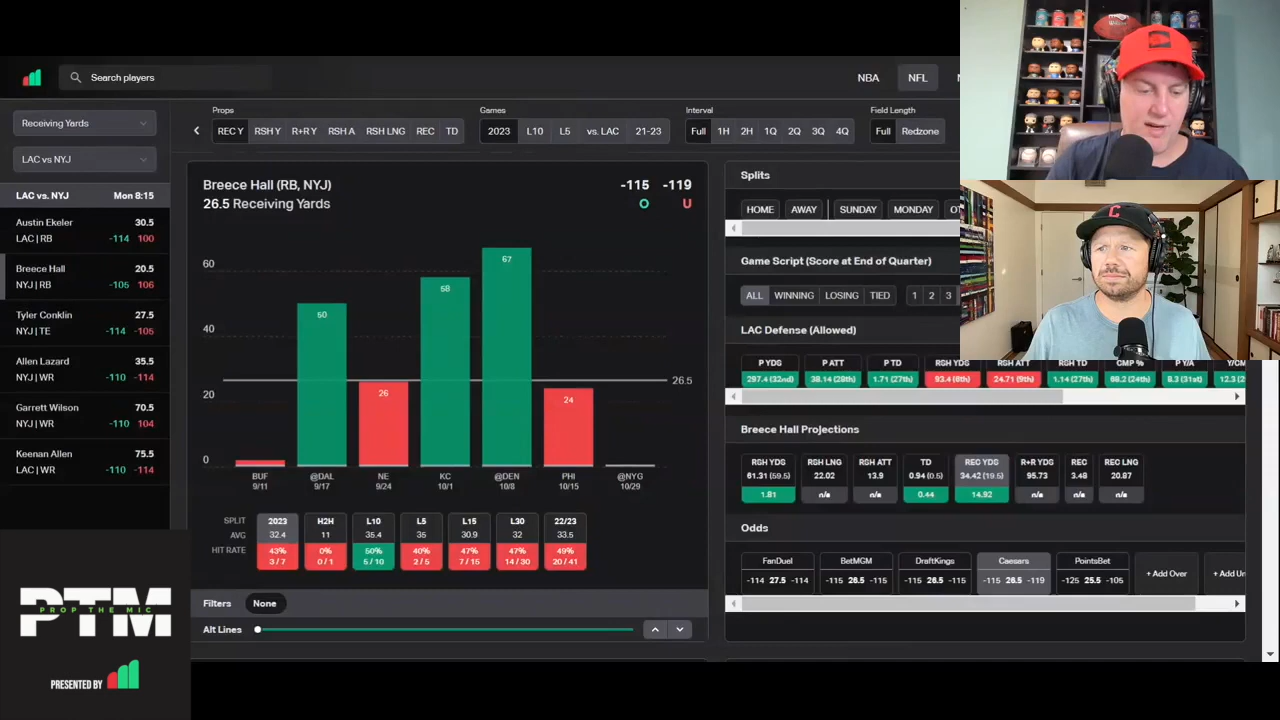 Search players
NBA
NFL
Receiving Yards
LAC vs NYJ
Props
REC Y RSH Y R+R Y RSH A RSH LNG REC TD
Games
2023 L10 L5 vs. LAC 21-23
Interval
Full 1H 2H 1Q 2Q 3Q 4Q
Field Length
Full Redzone
LAC vs. NYJ Mon 8:15
Austin Ekeler 30.5
LAC | RB -114 100
Breece Hall 20.5
NYJ | RB -105 106
Tyler Conklin 27.5
NYJ | TE -114 -105
Allen Lazard 35.5
NYJ | WR -110 -114
Garrett Wilson 70.5
NYJ | WR -110 104
Keenan Allen 75.5
LAC | WR -110 -114
Breece Hall (RB, NYJ) -115 -119
26.5 Receiving Yards O U
60
40
20
0
50
26
58
67
24
26.5
BUF @DAL NE KC @DEN PHI @NYG
9/11 9/17 9/24 10/1 10/8 10/15 10/29
SPLIT 2023 H2H L10 L5 L15 L30 22/23
AVG 32.4 11 35.4 35 30.9 32 33.5
HIT RATE 43% 0% 50% 40% 47% 47% 49%
3/7 0/1 5/10 2/5 7/15 14/30 20/41
Filters None
Alt Lines
Splits
HOME AWAY SUNDAY MONDAY
Game Script (Score at End of Quarter)
ALL WINNING LOSING TIED 1 2 3
LAC Defense (Allowed)
P YDG P ATT P TD RSH YDG RSH ATT RSH TD CMP % P Y/A Y/CM
297.4 (32nd) 38.14 (28th) 1.71 (27th) 93.4 (8th) 24.71 (9th) 1.14 (27th) 68.2 (24th) 8.3 (31st) 12.3 (
Breece Hall Projections
RSH YDG RSH LNG RSH ATT TD REC YDG R+R YDG REC REC LNG
61.31 (59.5) 22.02 13.9 0.94 (0.5) 34.42 (19.5) 95.73 3.48 20.87
1.81 n/a n/a 0.44 14.92 n/a n/a n/a
Odds
FanDuel BetMGM DraftKings Caesars PointsBet + Add Over + Add Un
-114 27.5 -114 -115 26.5 -115 -115 26.5 -115 -115 26.5 -119 -125 25.5 -105
PTM
PROP THE MIC
PRESENTED BY
C